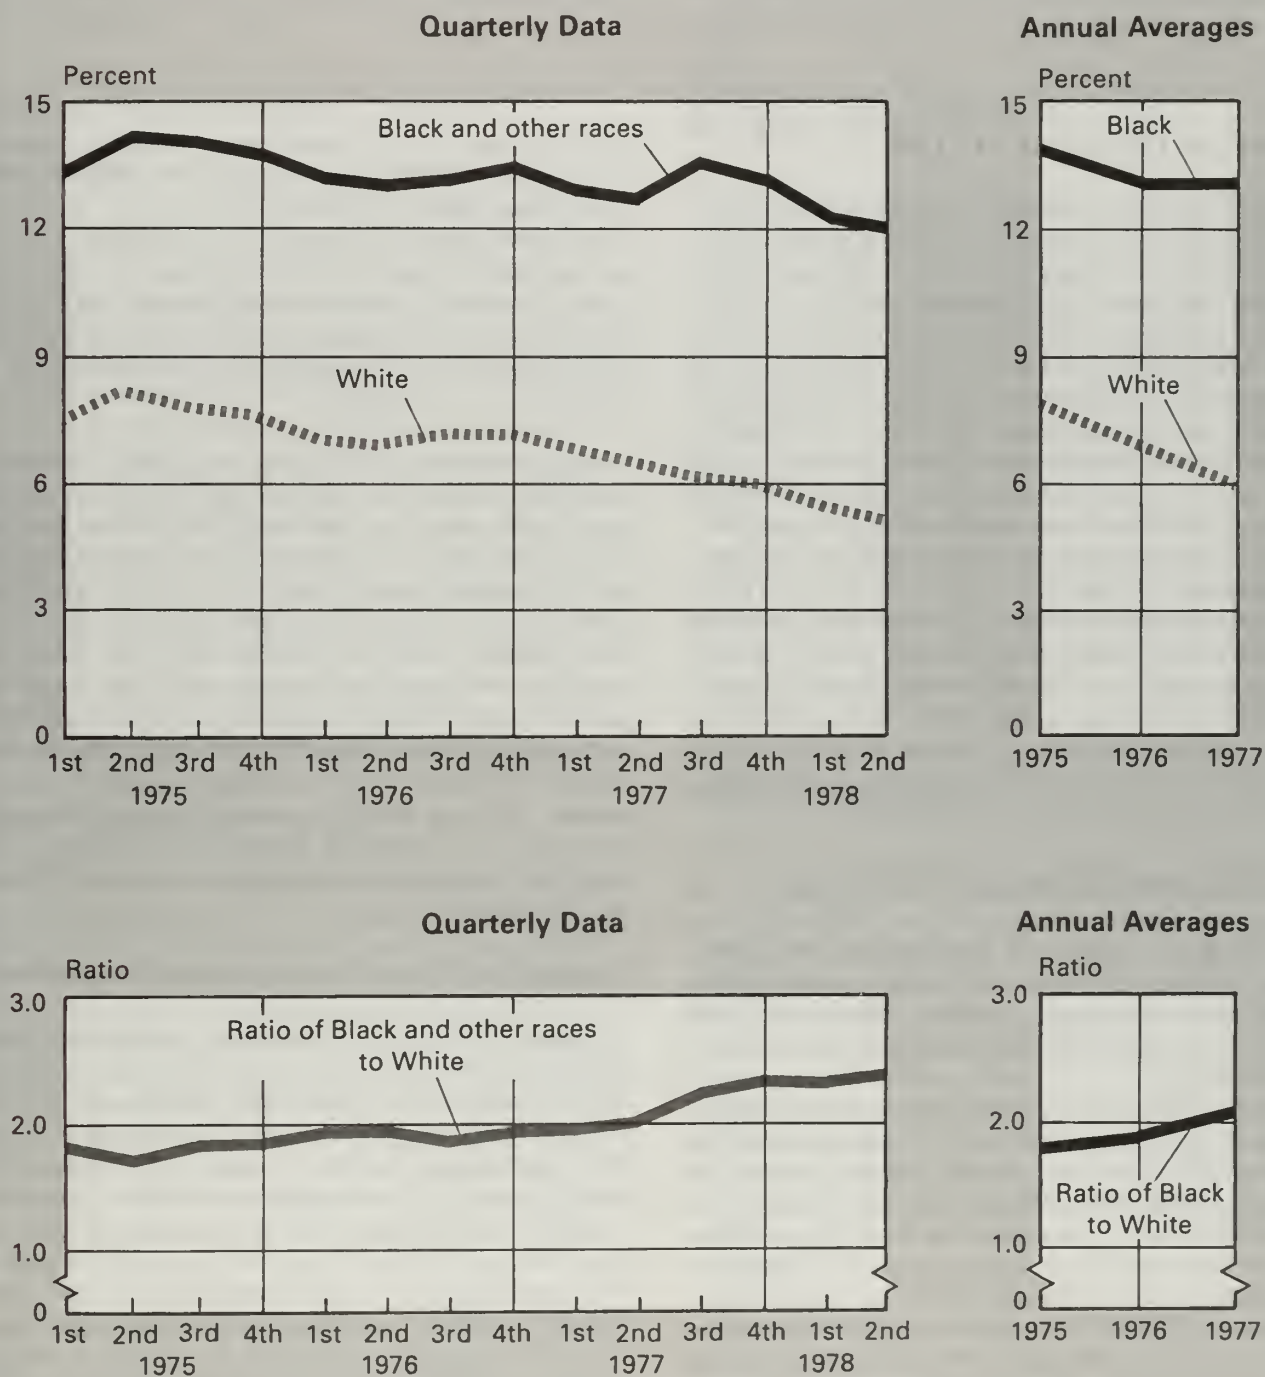 Quarterly Data
Percent
15
12
9
6
3
0
Black and other races
White
1st 2nd 3rd 4th 1st 2nd 3rd 4th 1st 2nd 3rd 4th 1st 2nd
1975 1976 1977 1978
Annual Averages
Percent
15
12
9
6
3
0
Black
White
1975 1976 1977
Quarterly Data
Ratio
3.0
2.0
1.0
0
Ratio of Black and other races
to White
1st 2nd 3rd 4th 1st 2nd 3rd 4th 1st 2nd 3rd 4th 1st 2nd
1975 1976 1977 1978
Annual Averages
Ratio
3.0
2.0
1.0
0
Ratio of Black
to White
1975 1976 1977